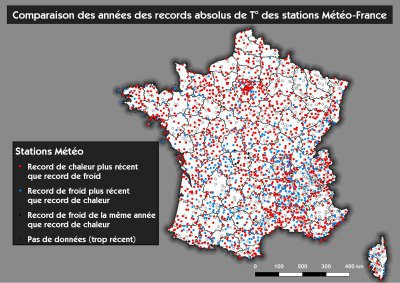 Comparaison des années des records absolus de T° des stations Météo-France
Stations Météo
Record de chaleur plus récent
que record de froid
Record de froid plus récent
que record de chaleur
Record de froid de la même année
que record de chaleur
Pas de données (trop récent)
0 100 200 300 400 km